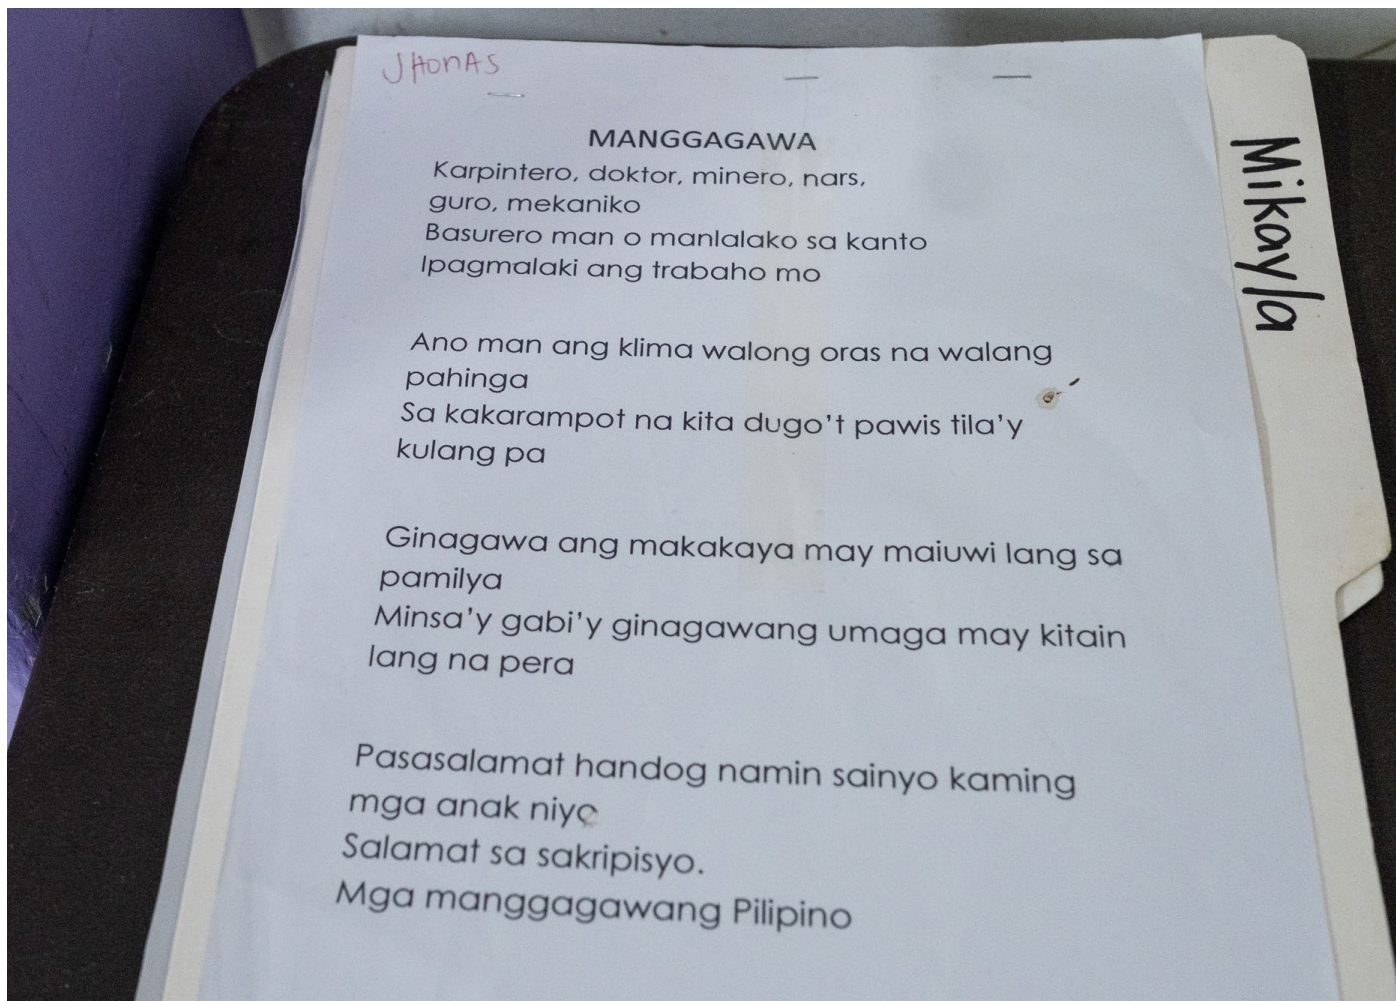 JHONAS
MANGGAGAWA
Karpintero, doktor, minero, nars,
guro, mekaniko
Basurero man o manlalako sa kanto
Ipagmalaki ang trabaho mo
Ano man ang klima walong oras na walang
pahinga
Sa kakarampot na kita dugo't pawis tila'y
kulang pa
Ginagawa ang makakaya may maiuwi lang sa
pamilya
Minsa'y gabi'y ginagawang umaga may kitain
lang na pera
Pasasalamat handog namin sainyo kaming
mga anak niyo
Salamat sa sakripisyo.
Mga manggagawang Pilipino
Mikayla